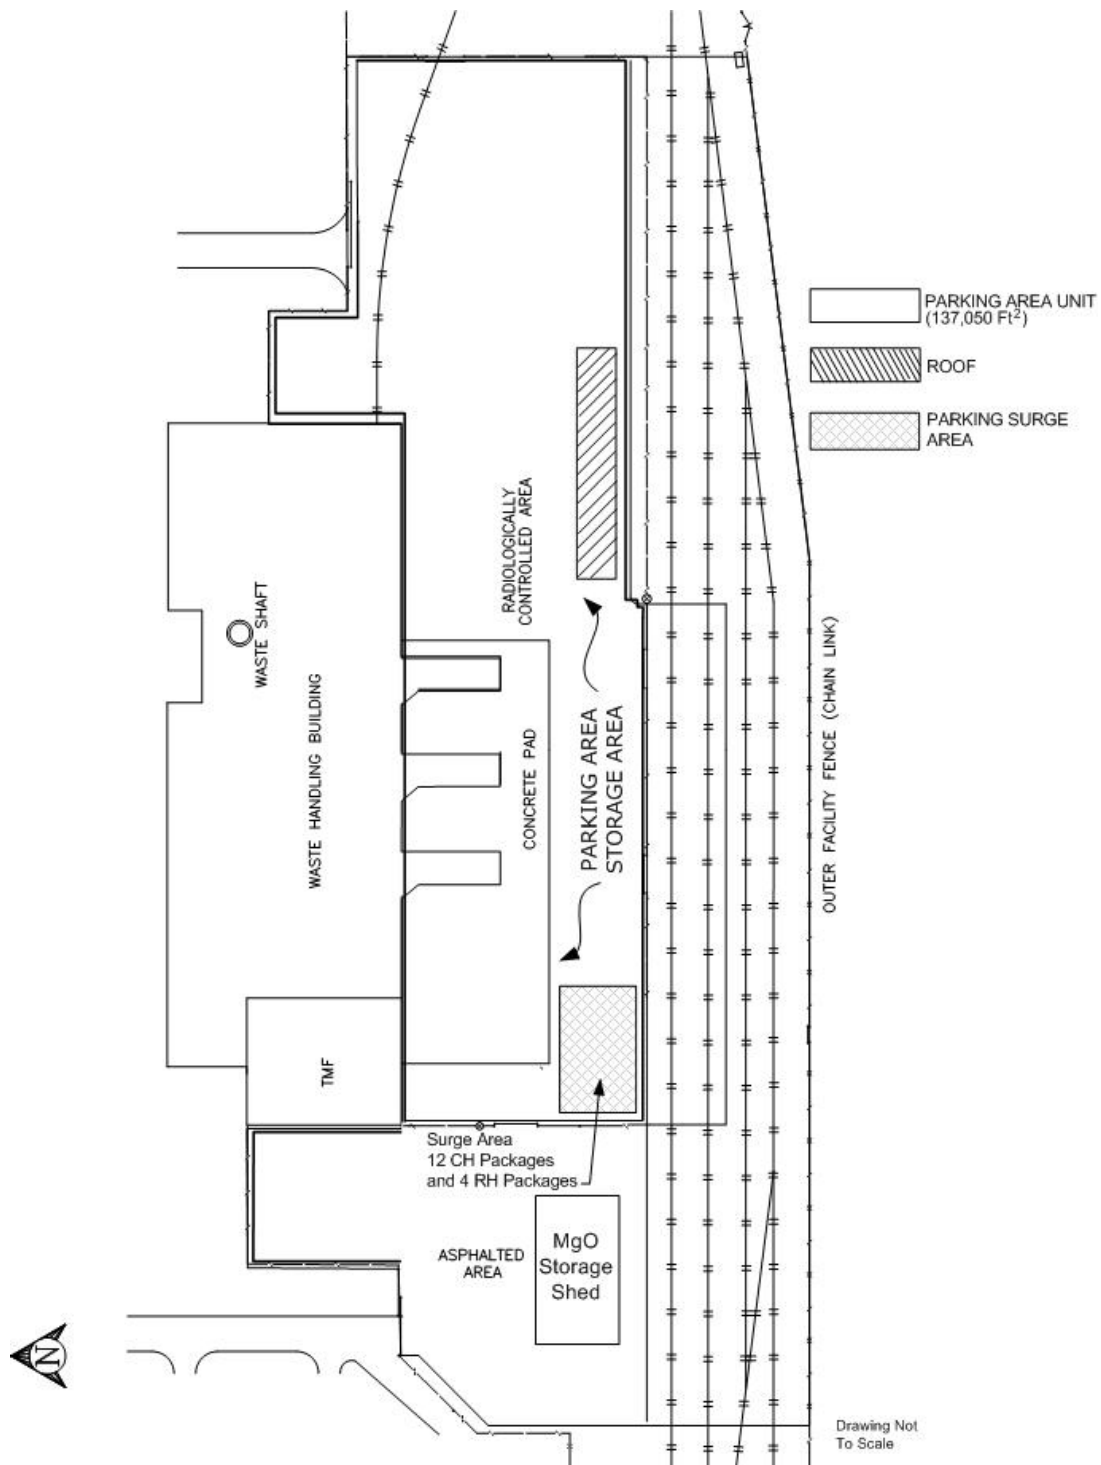 PARKING AREA UNIT
(137,050 Ft²)
ROOF
PARKING SURGE
AREA
RADIOLOGICALLY
CONTROLLED AREA
WASTE SHAFT
WASTE HANDLING BUILDING
CONCRETE PAD
PARKING AREA
STORAGE AREA
OUTER FACILITY FENCE (CHAIN LINK)
TMF
Surge Area
12 CH Packages
and 4 RH Packages
ASPHALTED
AREA
MgO
Storage
Shed
N
Drawing Not
To Scale